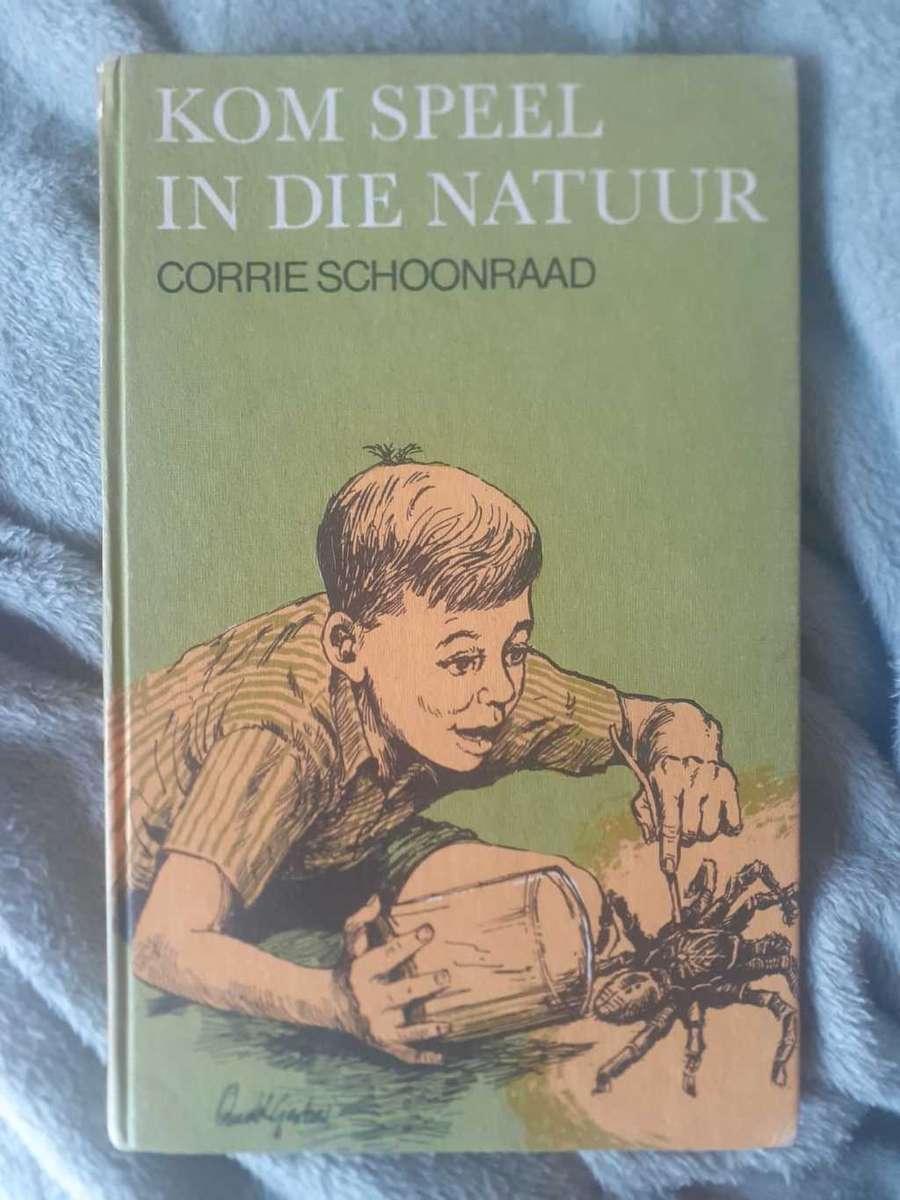 KOM SPEEL
IN DIE NATUUR
CORRIE SCHOONRAAD